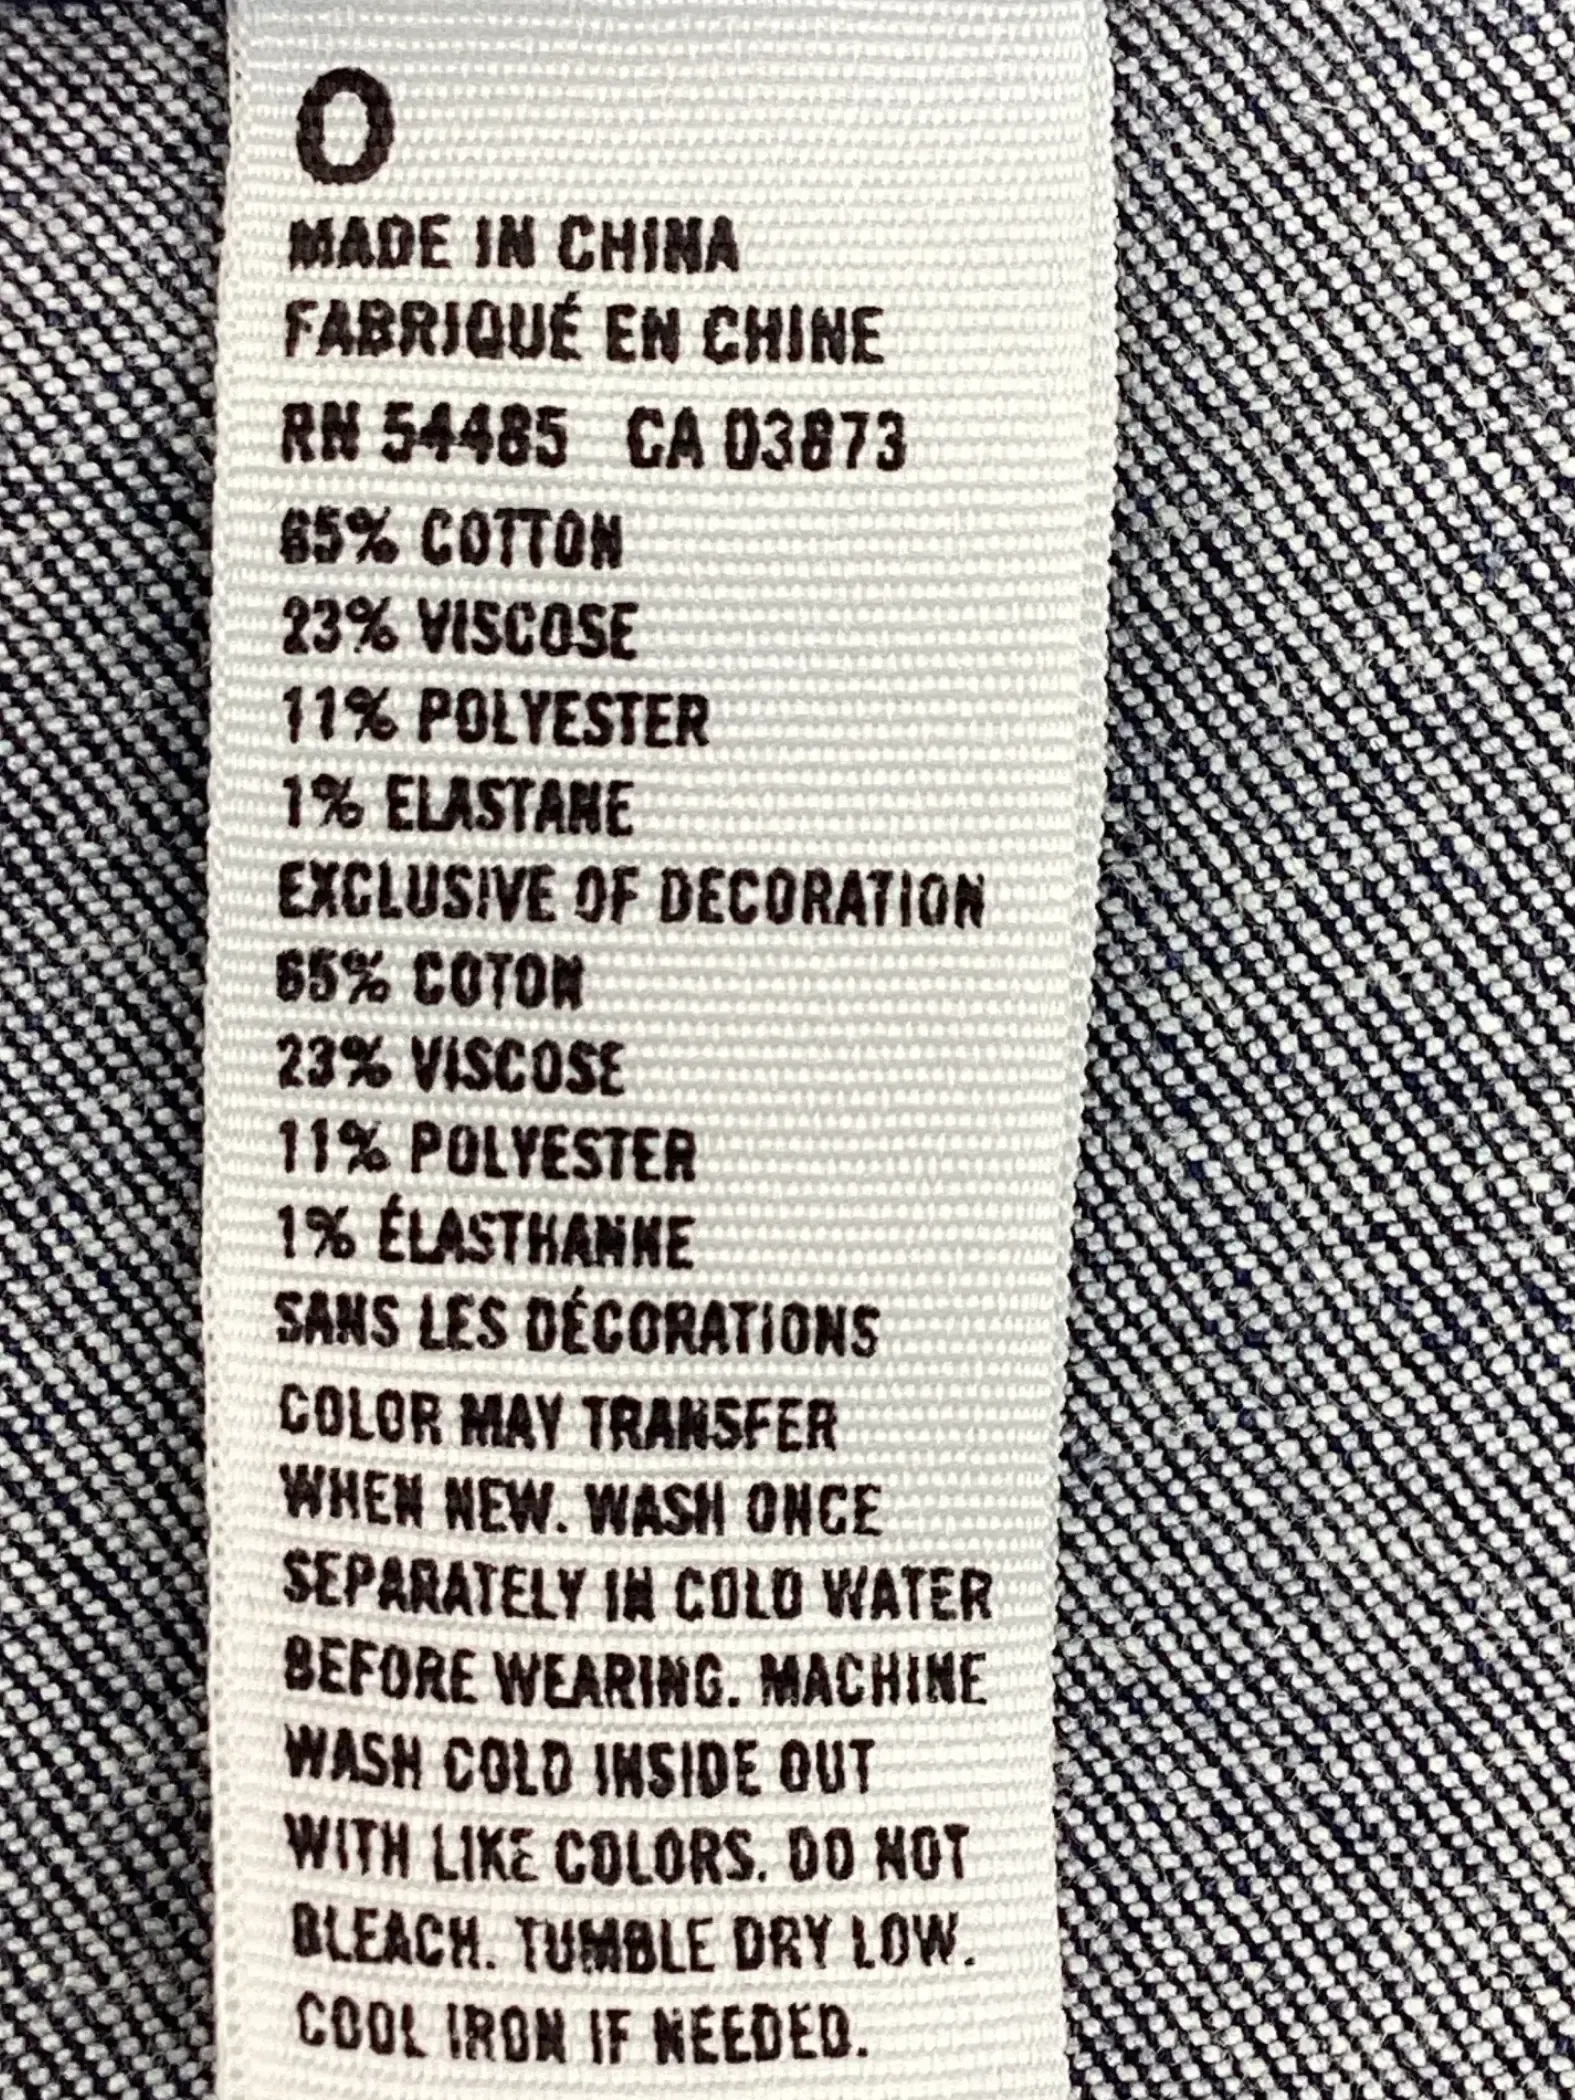 0
MADE IN CHINA
FABRIQUÉ EN CHINE
RN 54485 CA 03873
65% COTTON
23% VISCOSE
11% POLYESTER
1% ELASTANE
EXCLUSIVE OF DECORATION
65% COTON
23% VISCOSE
11% POLYESTER
1% ÉLASTHANNE
SANS LES DÉCORATIONS
COLOR MAY TRANSFER
WHEN NEW. WASH ONCE
SEPARATELY IN COLD WATER
BEFORE WEARING. MACHINE
WASH COLD INSIDE OUT
WITH LIKE COLORS. DO NOT
BLEACH. TUMBLE DRY LOW.
COOL IRON IF NEEDED.